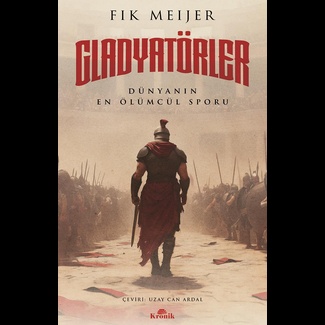 FIK MEIJER
GLADYATÖRLER
DÜNYANIN
EN ÖLÜMCÜL SPORU
ÇEVİRİ: UZAY CAN ARDAL
Kronik